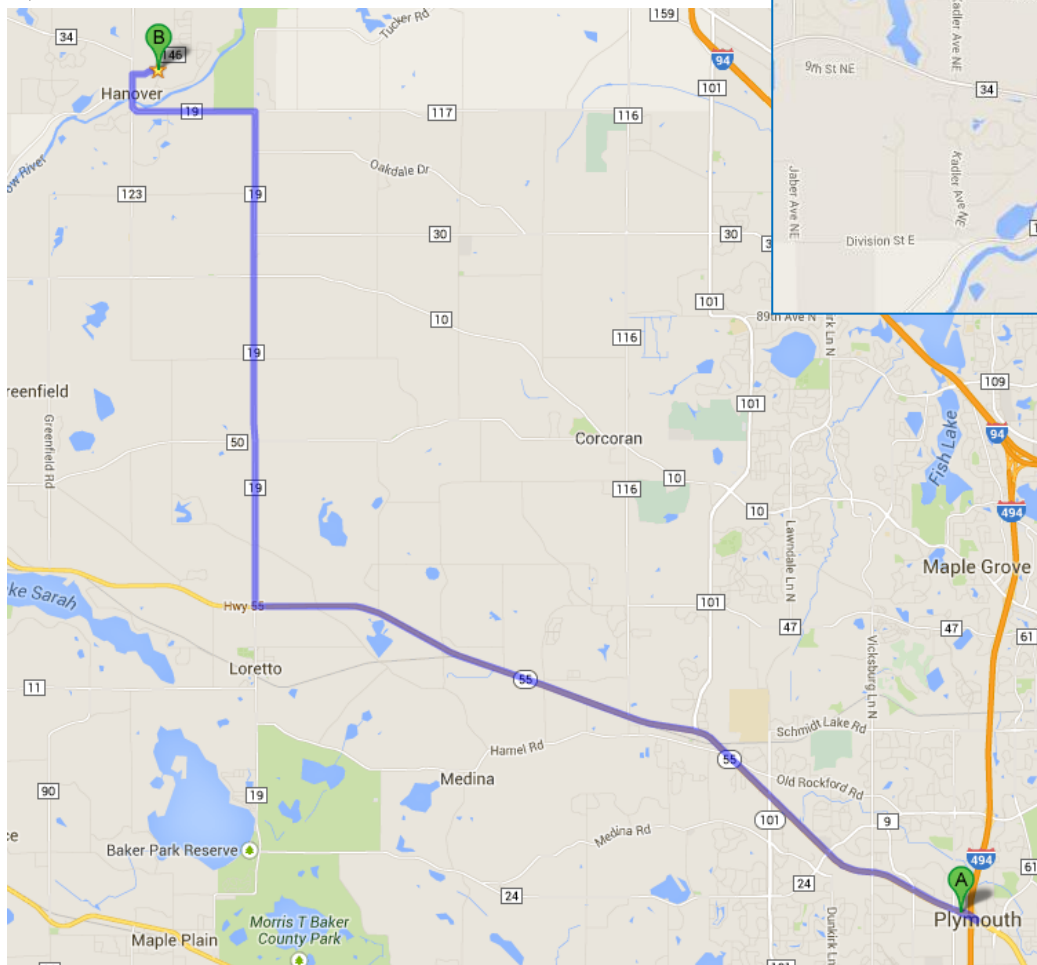 34
B
146
Hanover
19
Tucker Rd
159
94
101
117
116
ow River
123
Oakdale Dr
19
30
30
10
101
116
89th Ave N
rk Ln N
Kadler Ave NE
9th St NE
34
Jaber Ave NE
Kadler Ave NE
Division St E
reenfield
Greenfield Rd
19
50
19
Corcoran
101
109
94
Fish Lake
116
10
10
494
Lawndale Ln N
Maple Grove
ke Sarah
Hwy 55
101
47
47
61
Vicksburg Ln N
Loretto
11
55
Schmidt Lake Rd
Hamel Rd
55
Medina
Old Rockford Rd
90
19
101
9
ce
Baker Park Reserve
Medina Rd
494
61
24
24
A
Plymouth
Morris T Baker
County Park
Maple Plain
Dunkirk Ln
101